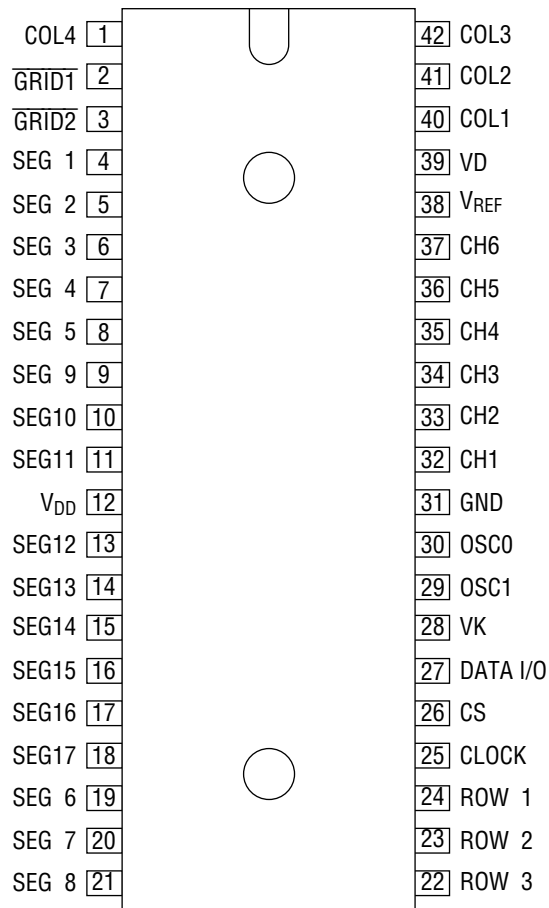 COL4 1 42 COL3
GRID1 2 41 COL2
GRID2 3 40 COL1
SEG 1 4 39 VD
SEG 2 5 38 VREF
SEG 3 6 37 CH6
SEG 4 7 36 CH5
SEG 5 8 35 CH4
SEG 9 9 34 CH3
SEG10 10 33 CH2
SEG11 11 32 CH1
VDD 12 31 GND
SEG12 13 30 OSC0
SEG13 14 29 OSC1
SEG14 15 28 VK
SEG15 16 27 DATA I/O
SEG16 17 26 CS
SEG17 18 25 CLOCK
SEG 6 19 24 ROW 1
SEG 7 20 23 ROW 2
SEG 8 21 22 ROW 3